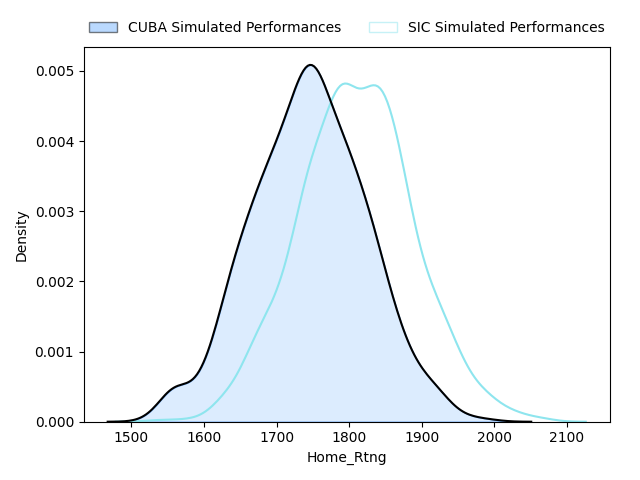 CUBA Simulated Performances SIC Simulated Performances
0.005
0.004
0.003
0.002
0.001
0.000
Density
1500 1600 1700 1800 1900 2000 2100
Home_Rtng